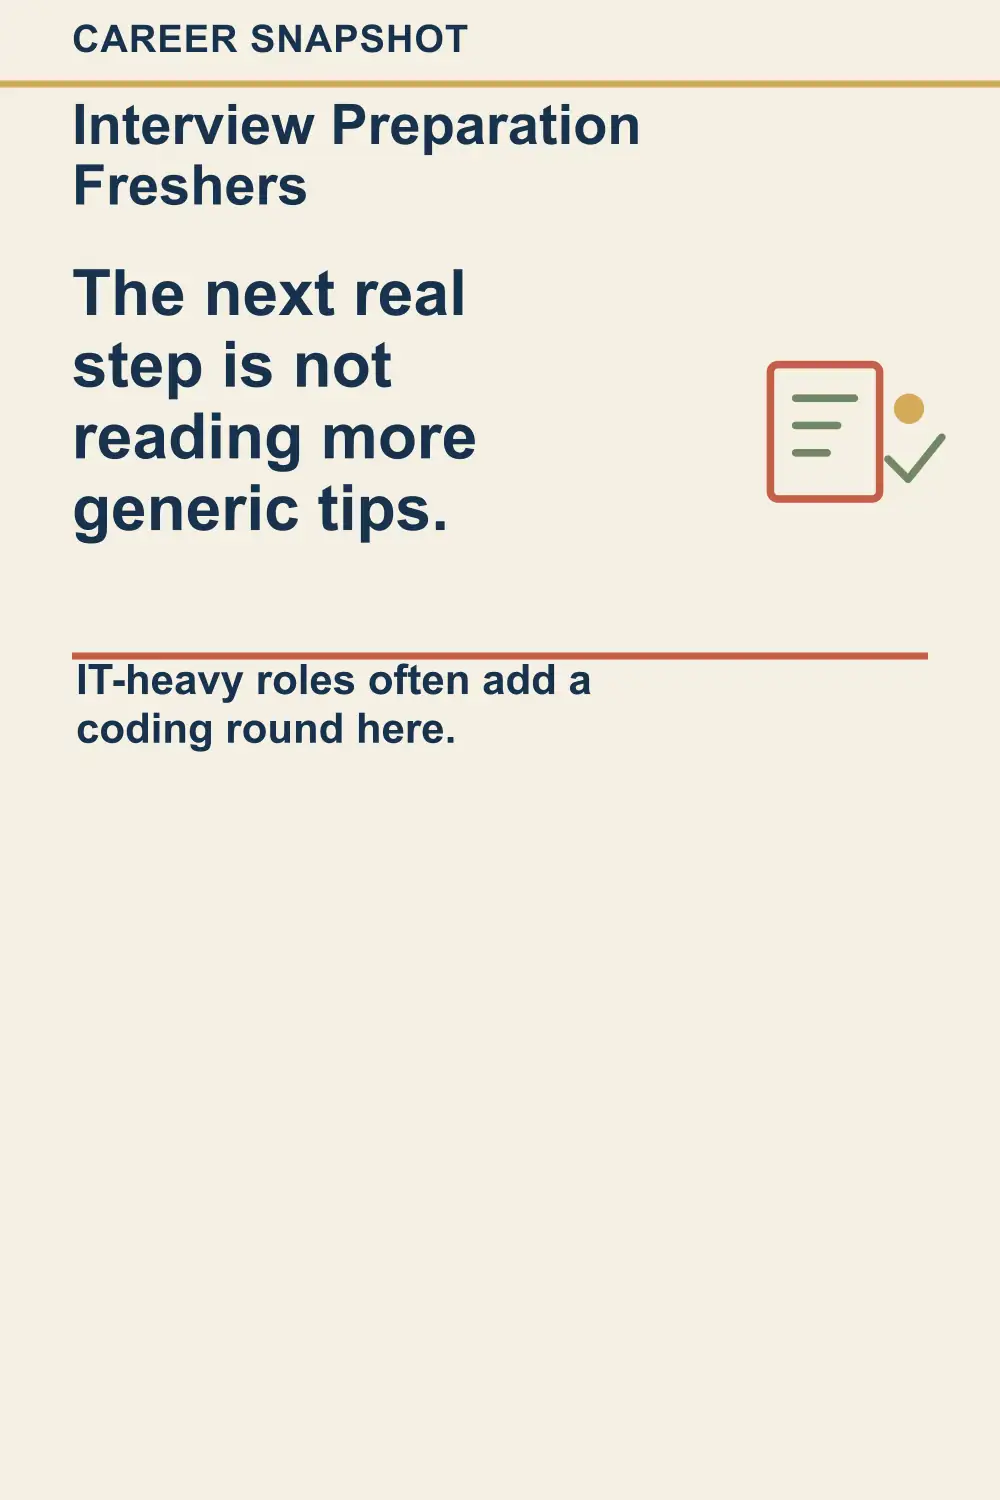 CAREER SNAPSHOT
Interview Preparation
Freshers
The next real
step is not
reading more
generic tips.
IT-heavy roles often add a
coding round here.